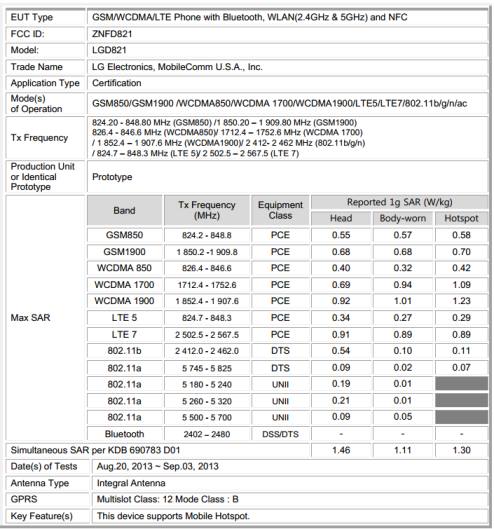 EUT Type GSM/WCDMA/LTE Phone with Bluetooth, WLAN(2.4GHz & 5GHz) and NFC
FCC ID: ZNFD821
Model: LGD821
Trade Name LG Electronics, MobileComm U.S.A., Inc.
Application Type Certification
Mode(s)
of Operation GSM850/GSM1900 /WCDMA850/WCDMA 1700/WCDMA1900/LTE5/LTE7/802.11b/g/n/ac
Tx Frequency
824.20 - 848.80 MHz (GSM850) /1 850.20 – 1 909.80 MHz (GSM1900)
826.4 - 846.6 MHz (WCDMA850)/ 1712.4 – 1752.6 MHz (WCDMA 1700)
/ 1 852.4 – 1 907.6 MHz (WCDMA1900)/ 2 412- 2 462 MHz (802.11b/g/n)
/ 824.7 – 848.3 MHz (LTE 5)/ 2 502.5 – 2 567.5 (LTE 7)
Production Unit
or Identical
Prototype
Prototype
Max SAR
Band Tx Frequency
(MHz) Equipment
Class Reported 1g SAR (W/kg)
Head Body-worn Hotspot
GSM850 824.2 - 848.8 PCE 0.55 0.57 0.58
GSM1900 1 850.2 -1 909.8 PCE 0.68 0.68 0.70
WCDMA 850 826.4 - 846.6 PCE 0.40 0.32 0.42
WCDMA 1700 1712.4 - 1752.6 PCE 0.69 0.94 1.09
WCDMA 1900 1 852.4 – 1 907.6 PCE 0.92 1.01 1.23
LTE 5 824.7 - 848.3 PCE 0.34 0.27 0.29
LTE 7 2 502.5 - 2 567.5 PCE 0.91 0.89 0.89
802.11b 2 412.0 - 2 462.0 DTS 0.54 0.10 0.11
802.11a 5 745 - 5 825 DTS 0.09 0.02 0.07
802.11a 5 180 - 5 240 UNII 0.19 0.01
802.11a 5 260 - 5 320 UNII 0.21 0.01
802.11a 5 500 - 5 700 UNII 0.09 0.05
Bluetooth 2402 – 2480 DSS/DTS - - -
Simultaneous SAR per KDB 690783 D01 1.46 1.11 1.30
Date(s) of Tests Aug.20, 2013 ~ Sep.03, 2013
Antenna Type Integral Antenna
GPRS Multislot Class: 12 Mode Class : B
Key Feature(s) This device supports Mobile Hotspot.